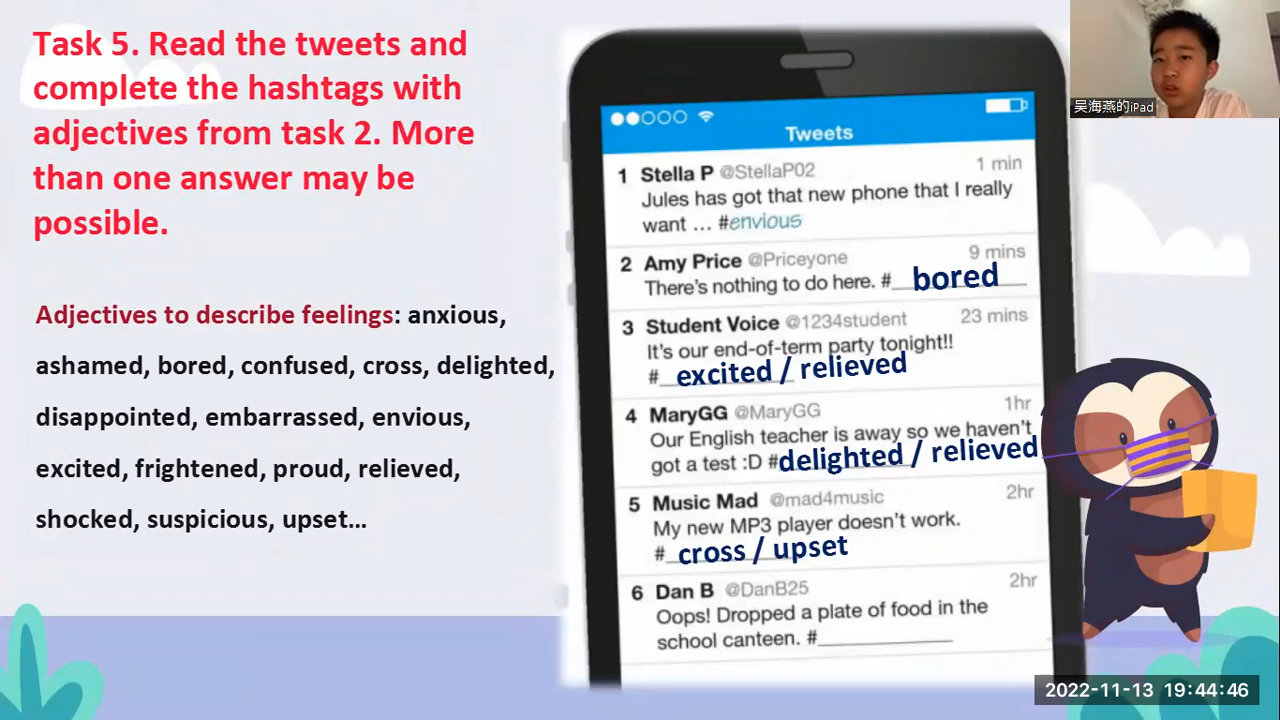 Task 5. Read the tweets and
complete the hashtags with
adjectives from task 2. More
than one answer may be
possible.
Adjectives to describe feelings: anxious,
ashamed, bored, confused, cross, delighted,
disappointed, embarrassed, envious,
excited, frightened, proud, relieved,
shocked, suspicious, upset...
Tweets
1 Stella P @StellaP02 1 min
Jules has got that new phone that I really
want ... #envious
2 Amy Price @Priceyone 9 mins
There's nothing to do here. # bored
3 Student Voice @1234student 23 mins
It's our end-of-term party tonight!!
# excited / relieved
4 MaryGG @MaryGG 1hr
Our English teacher is away so we haven't
got a test :D #delighted / relieved
5 Music Mad @mad4music 2hr
My new MP3 player doesn't work.
# cross / upset
6 Dan B @DanB25 2hr
Oops! Dropped a plate of food in the
school canteen. #____________
吴海燕的iPad
2022-11-13 19:44:46